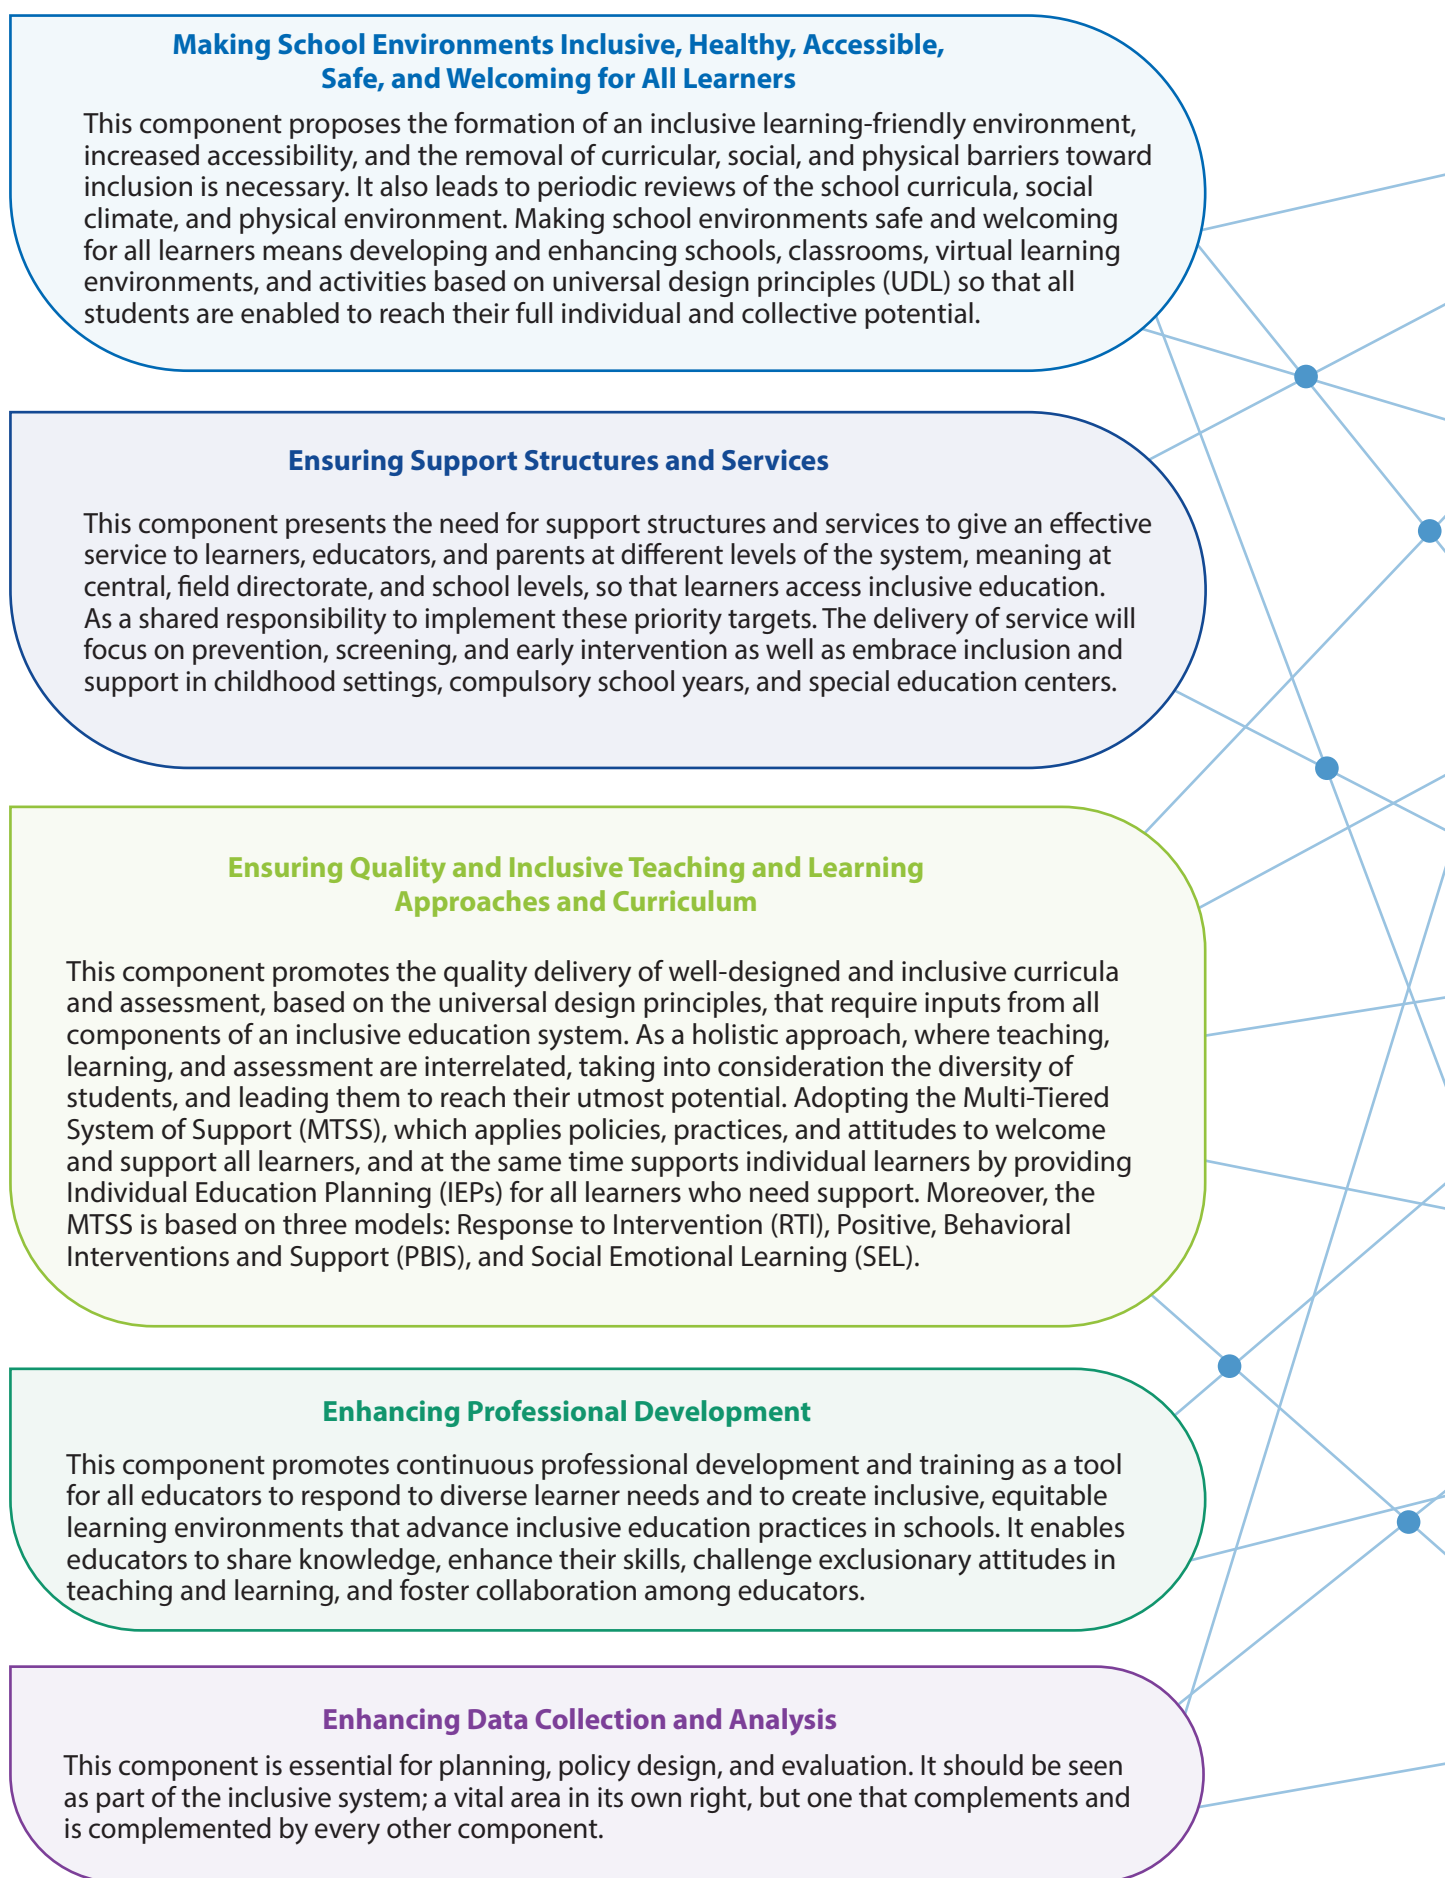 Making School Environments Inclusive, Healthy, Accessible,
Safe, and Welcoming for All Learners
This component proposes the formation of an inclusive learning-friendly environment,
increased accessibility, and the removal of curricular, social, and physical barriers toward
inclusion is necessary. It also leads to periodic reviews of the school curricula, social
climate, and physical environment. Making school environments safe and welcoming
for all learners means developing and enhancing schools, classrooms, virtual learning
environments, and activities based on universal design principles (UDL) so that all
students are enabled to reach their full individual and collective potential.
Ensuring Support Structures and Services
This component presents the need for support structures and services to give an effective
service to learners, educators, and parents at different levels of the system, meaning at
central, field directorate, and school levels, so that learners access inclusive education.
As a shared responsibility to implement these priority targets. The delivery of service will
focus on prevention, screening, and early intervention as well as embrace inclusion and
support in childhood settings, compulsory school years, and special education centers.
Ensuring Quality and Inclusive Teaching and Learning
Approaches and Curriculum
This component promotes the quality delivery of well-designed and inclusive curricula
and assessment, based on the universal design principles, that require inputs from all
components of an inclusive education system. As a holistic approach, where teaching,
learning, and assessment are interrelated, taking into consideration the diversity of
students, and leading them to reach their utmost potential. Adopting the Multi-Tiered
System of Support (MTSS), which applies policies, practices, and attitudes to welcome
and support all learners, and at the same time supports individual learners by providing
Individual Education Planning (IEPs) for all learners who need support. Moreover, the
MTSS is based on three models: Response to Intervention (RTI), Positive, Behavioral
Interventions and Support (PBIS), and Social Emotional Learning (SEL).
Enhancing Professional Development
This component promotes continuous professional development and training as a tool
for all educators to respond to diverse learner needs and to create inclusive, equitable
learning environments that advance inclusive education practices in schools. It enables
educators to share knowledge, enhance their skills, challenge exclusionary attitudes in
teaching and learning, and foster collaboration among educators.
Enhancing Data Collection and Analysis
This component is essential for planning, policy design, and evaluation. It should be seen
as part of the inclusive system; a vital area in its own right, but one that complements and
is complemented by every other component.